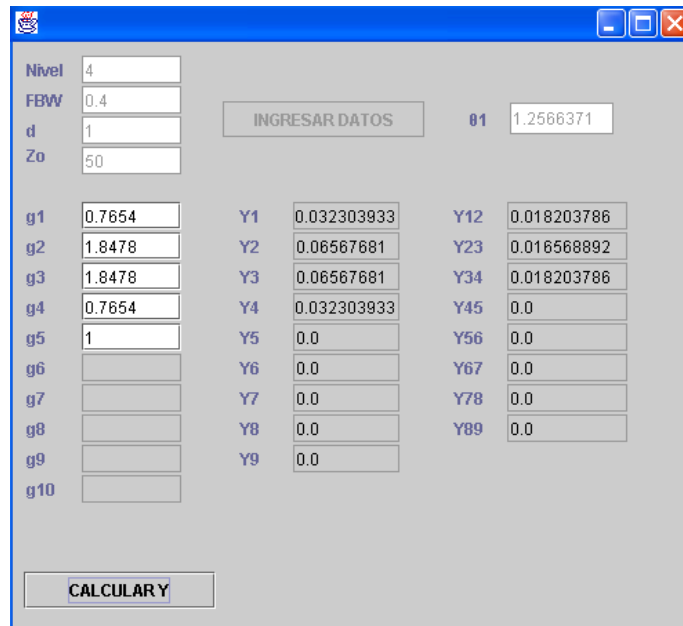 Nivel 4
FBW 0.4
d 1
Zo 50
INGRESAR DATOS
θ1 1.2566371
g1 0.7654 Y1 0.032303933 Y12 0.018203786
g2 1.8478 Y2 0.06567681 Y23 0.016568892
g3 1.8478 Y3 0.06567681 Y34 0.018203786
g4 0.7654 Y4 0.032303933 Y45 0.0
g5 1 Y5 0.0 Y56 0.0
g6 Y6 0.0 Y67 0.0
g7 Y7 0.0 Y78 0.0
g8 Y8 0.0 Y89 0.0
g9 Y9 0.0
g10
CALCULAR Y